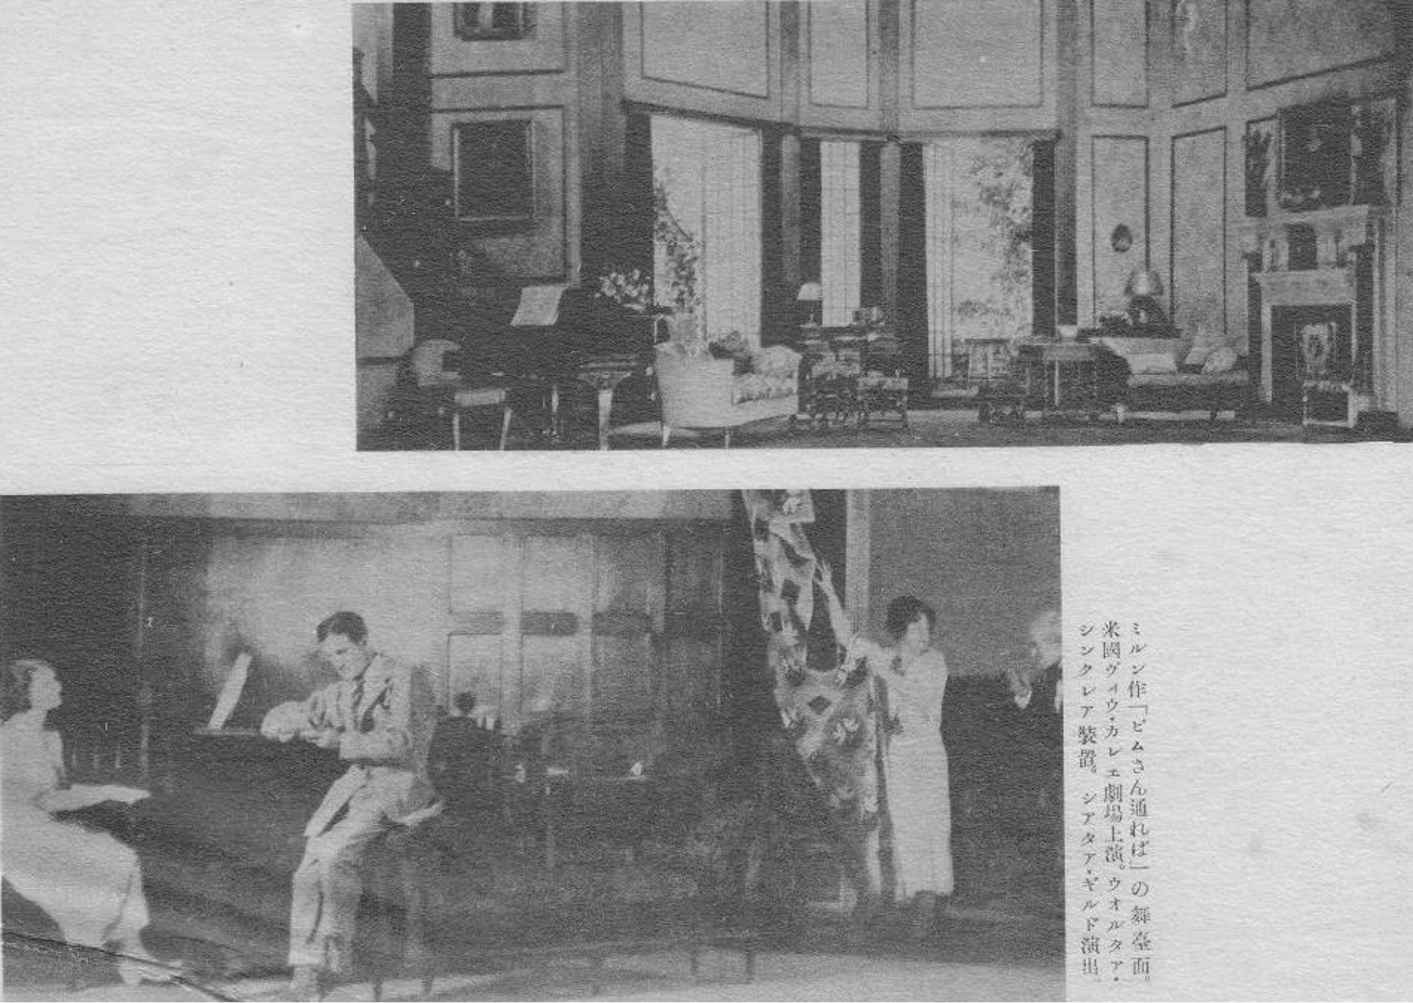 ミルン作「ピムさん通れば」の舞臺面。
米國ヴィウ・カレエ劇場上演。ウオルタア・
シンクレア裝置。シアタア・ギルド演出。